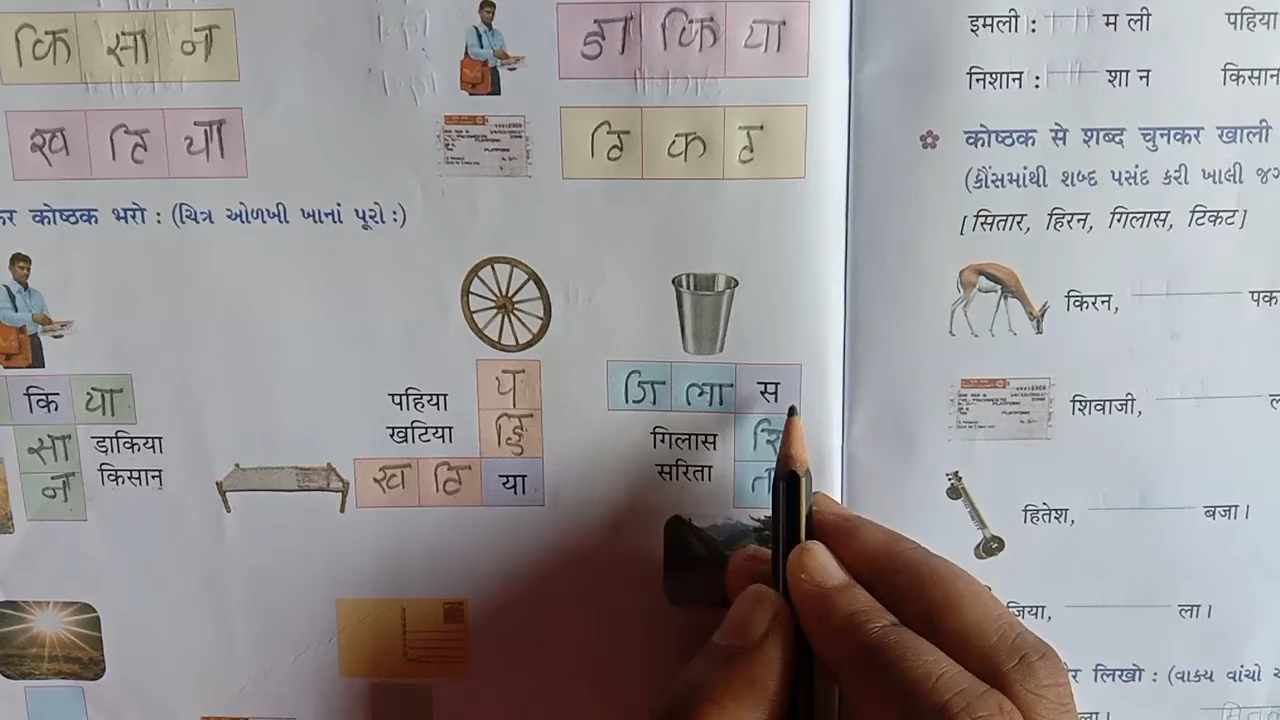 कि सा न
डा कि या
ख टि या
टि क ट
कर कोष्ठक भरो : (ચિત્ર ઓળખી ખાનાં પૂરો :)
कि या
सा
न
डाकिया
किसान
पहिया
खटिया
प
हि
ख टि या
गि ला स
रि
गिलास
सरिता
इमली : म ली
पहिया
निशान : शा न
किसान
कोष्ठक से शब्द चुनकर खाली
(કૌંસમાંથી શબ્દ પસંદ કરી ખાલી
[सितार, हिरन, गिलास, टिकट]
किरन, पक
शिवाजी,
हितेश, बजा।
जिया, ला।
लिखो : (વાક્ય વાંચો
ला।